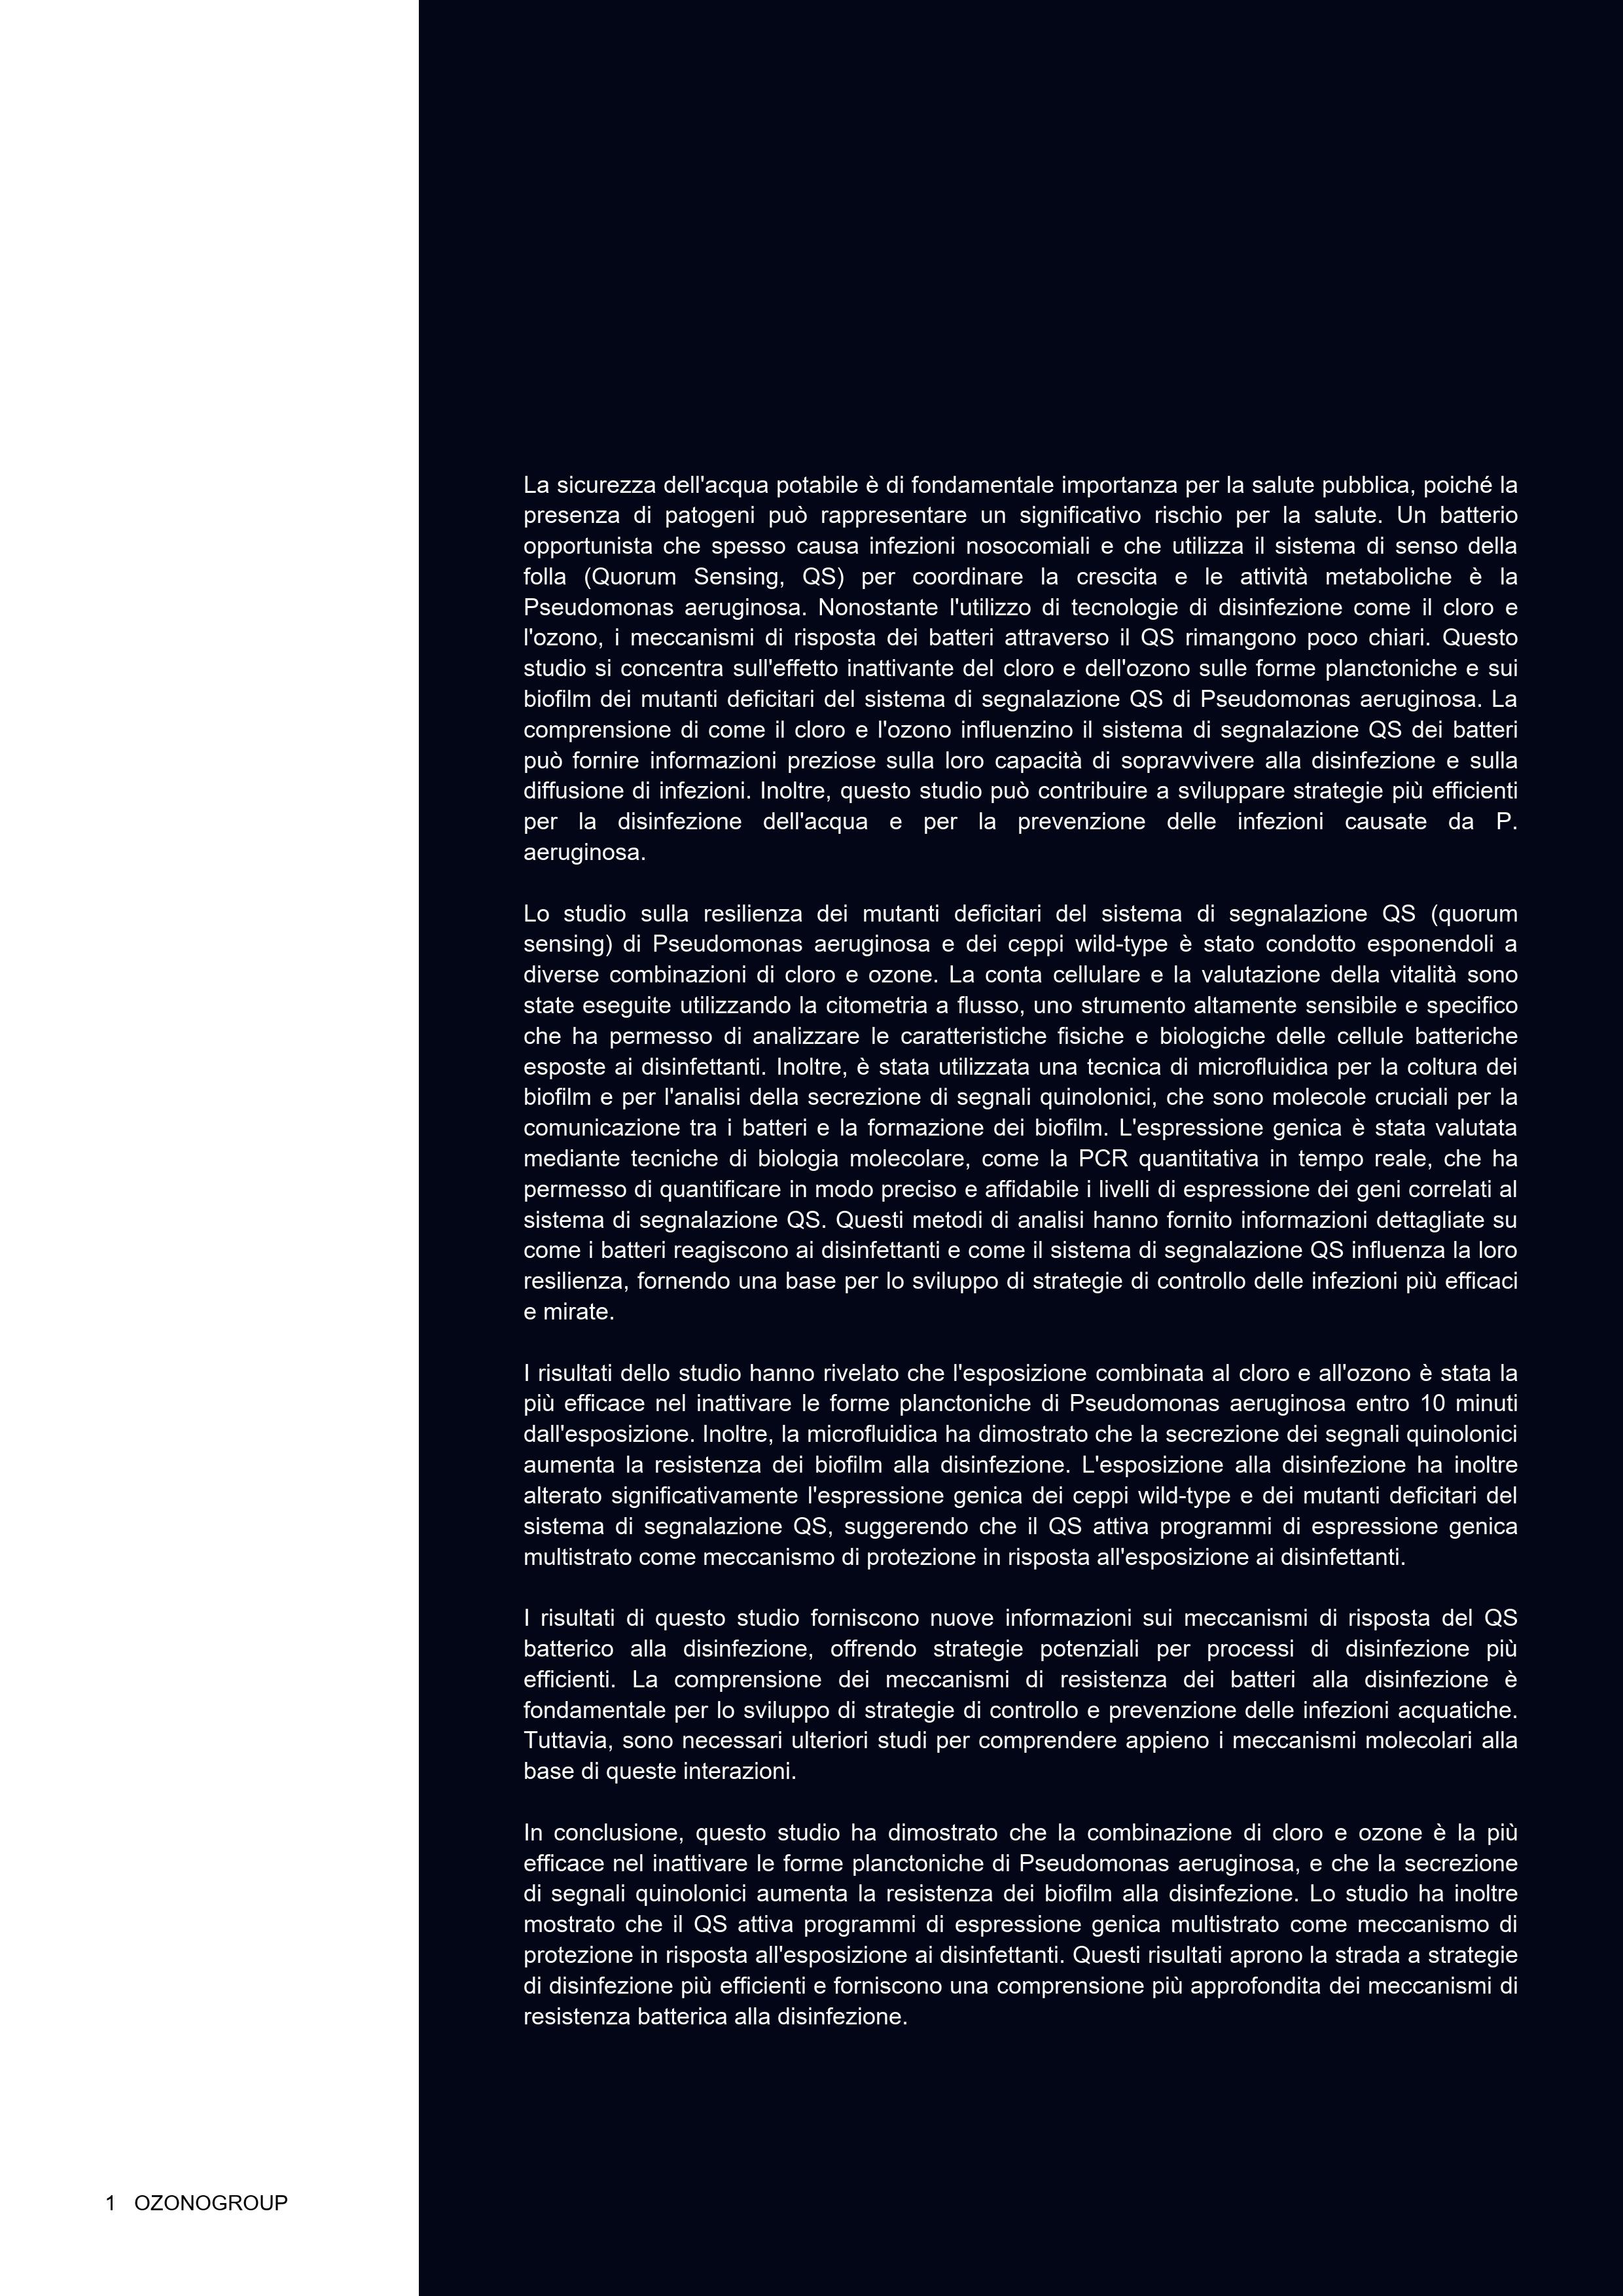 La sicurezza dell'acqua potabile è di fondamentale importanza per la salute pubblica, poiché la
presenza di patogeni può rappresentare un significativo rischio per la salute. Un batterio
opportunista che spesso causa infezioni nosocomiali e che utilizza il sistema di senso della
folla (Quorum Sensing, QS) per coordinare la crescita e le attività metaboliche è la
Pseudomonas aeruginosa. Nonostante l'utilizzo di tecnologie di disinfezione come il cloro e
l'ozono, i meccanismi di risposta dei batteri attraverso il QS rimangono poco chiari. Questo
studio si concentra sull'effetto inattivante del cloro e dell'ozono sulle forme planctoniche e sui
biofilm dei mutanti deficitari del sistema di segnalazione QS di Pseudomonas aeruginosa. La
comprensione di come il cloro e l'ozono influenzino il sistema di segnalazione QS dei batteri
può fornire informazioni preziose sulla loro capacità di sopravvivere alla disinfezione e sulla
diffusione di infezioni. Inoltre, questo studio può contribuire a sviluppare strategie più efficienti
per la disinfezione dell'acqua e per la prevenzione delle infezioni causate da P.
aeruginosa.
Lo studio sulla resilienza dei mutanti deficitari del sistema di segnalazione QS (quorum
sensing) di Pseudomonas aeruginosa e dei ceppi wild-type è stato condotto esponendoli a
diverse combinazioni di cloro e ozone. La conta cellulare e la valutazione della vitalità sono
state eseguite utilizzando la citometria a flusso, uno strumento altamente sensibile e specifico
che ha permesso di analizzare le caratteristiche fisiche e biologiche delle cellule batteriche
esposte ai disinfettanti. Inoltre, è stata utilizzata una tecnica di microfluidica per la coltura dei
biofilm e per l'analisi della secrezione di segnali quinolonici, che sono molecole cruciali per la
comunicazione tra i batteri e la formazione dei biofilm. L'espressione genica è stata valutata
mediante tecniche di biologia molecolare, come la PCR quantitativa in tempo reale, che ha
permesso di quantificare in modo preciso e affidabile i livelli di espressione dei geni correlati al
sistema di segnalazione QS. Questi metodi di analisi hanno fornito informazioni dettagliate su
come i batteri reagiscono ai disinfettanti e come il sistema di segnalazione QS influenza la loro
resilienza, fornendo una base per lo sviluppo di strategie di controllo delle infezioni più efficaci
e mirate.
I risultati dello studio hanno rivelato che l'esposizione combinata al cloro e all'ozono è stata la
più efficace nel inattivare le forme planctoniche di Pseudomonas aeruginosa entro 10 minuti
dall'esposizione. Inoltre, la microfluidica ha dimostrato che la secrezione dei segnali quinolonici
aumenta la resistenza dei biofilm alla disinfezione. L'esposizione alla disinfezione ha inoltre
alterato significativamente l'espressione genica dei ceppi wild-type e dei mutanti deficitari del
sistema di segnalazione QS, suggerendo che il QS attiva programmi di espressione genica
multistrato come meccanismo di protezione in risposta all'esposizione ai disinfettanti.
I risultati di questo studio forniscono nuove informazioni sui meccanismi di risposta del QS
batterico alla disinfezione, offrendo strategie potenziali per processi di disinfezione più
efficienti. La comprensione dei meccanismi di resistenza dei batteri alla disinfezione è
fondamentale per lo sviluppo di strategie di controllo e prevenzione delle infezioni acquatiche.
Tuttavia, sono necessari ulteriori studi per comprendere appieno i meccanismi molecolari alla
base di queste interazioni.
In conclusione, questo studio ha dimostrato che la combinazione di cloro e ozone è la più
efficace nel inattivare le forme planctoniche di Pseudomonas aeruginosa, e che la secrezione
di segnali quinolonici aumenta la resistenza dei biofilm alla disinfezione. Lo studio ha inoltre
mostrato che il QS attiva programmi di espressione genica multistrato come meccanismo di
protezione in risposta all'esposizione ai disinfettanti. Questi risultati aprono la strada a strategie
di disinfezione più efficienti e forniscono una comprensione più approfondita dei meccanismi di
resistenza batterica alla disinfezione.
1 OZONOGROUP